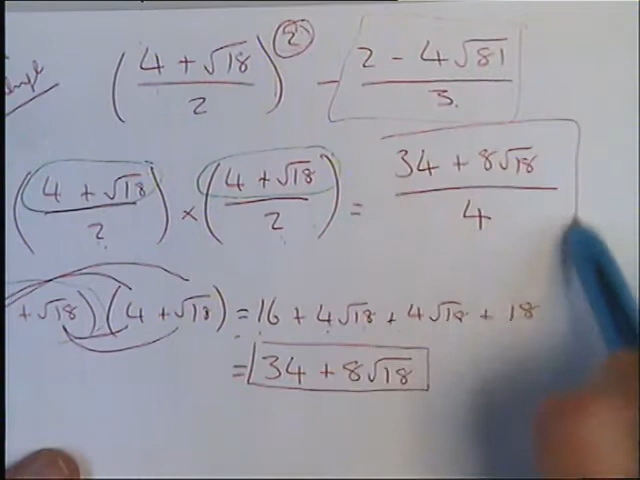 ((4 + √18)/2)² - (2 - 4√81)/3
((4 + √18)/2) × ((4 + √18)/2) = (34 + 8√18)/4
+ √18)(4 + √18) = 16 + 4√18 + 4√18 + 18
= 34 + 8√18